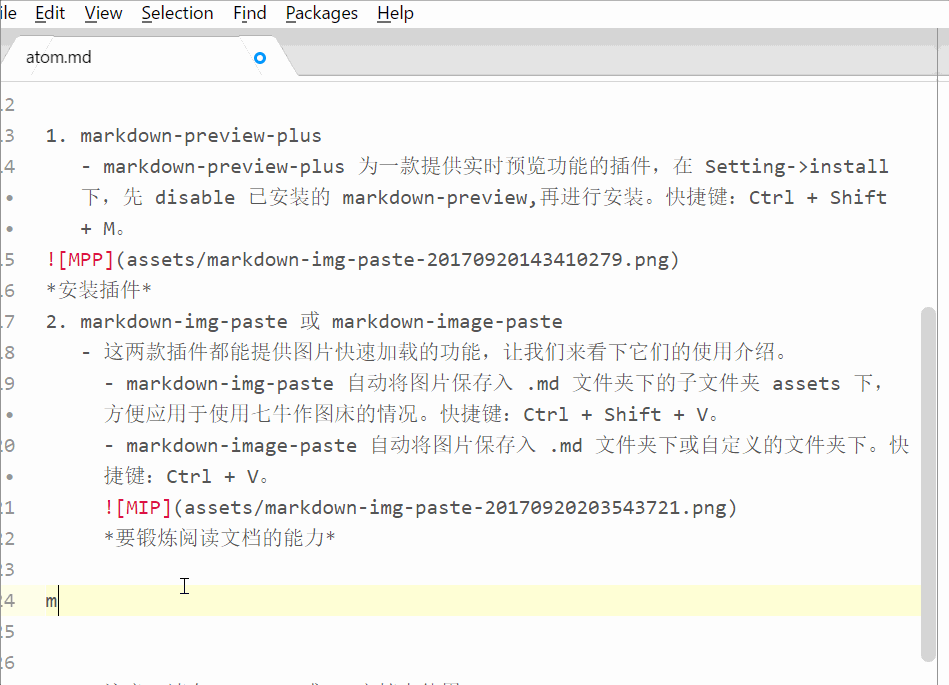 ile Edit View Selection Find Packages Help
atom.md
2
3 1. markdown-preview-plus
4 - markdown-preview-plus 为一款提供实时预览功能的插件，在 Setting->install
• 下，先 disable 已安装的 markdown-preview,再进行安装。快捷键：Ctrl + Shift
• + M。
5 ![MPP](assets/markdown-img-paste-20170920143410279.png)
6 *安装插件*
7 2. markdown-img-paste 或 markdown-image-paste
8 - 这两款插件都能提供图片快速加载的功能，让我们来看下它们的使用介绍。
9 - markdown-img-paste 自动将图片保存入 .md 文件夹下的子文件夹 assets 下，
• 方便应用于使用七牛作图床的情况。快捷键：Ctrl + Shift + V。
20 - markdown-image-paste 自动将图片保存入 .md 文件夹下或自定义的文件夹下。快
• 捷键：Ctrl + V。
21 ![MIP](assets/markdown-img-paste-20170920203543721.png)
22 *要锻炼阅读文档的能力*
23
24 m
25
26